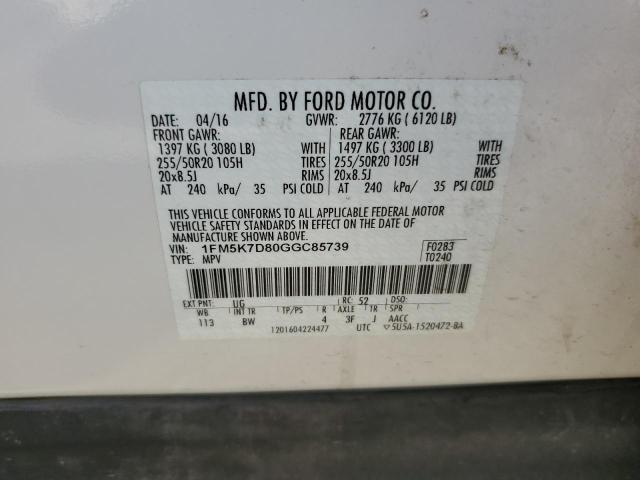 MFD. BY FORD MOTOR CO.
DATE: 04/16 GVWR: 2776 KG ( 6120 LB)
FRONT GAWR: REAR GAWR:
1397 KG ( 3080 LB) WITH 1497 KG ( 3300 LB) WITH
255/50R20 105H TIRES 255/50R20 105H TIRES
20x8.5J RIMS 20x8.5J RIMS
AT 240 kPa/ 35 PSI COLD AT 240 kPa/ 35 PSI COLD
THIS VEHICLE CONFORMS TO ALL APPLICABLE FEDERAL MOTOR
VEHICLE SAFETY STANDARDS IN EFFECT ON THE DATE OF
MANUFACTURE SHOWN ABOVE.
VIN: 1FM5K7D80GGC85739 F0283
TYPE: MPV T0240
EXT PNT: UG RC: 52 DSO:
WB INT TR TP/PS R AXLE TR SPR
113 BW 4 3F J AACC
1201604224477 UTC ▽5U5A-1520472-BA